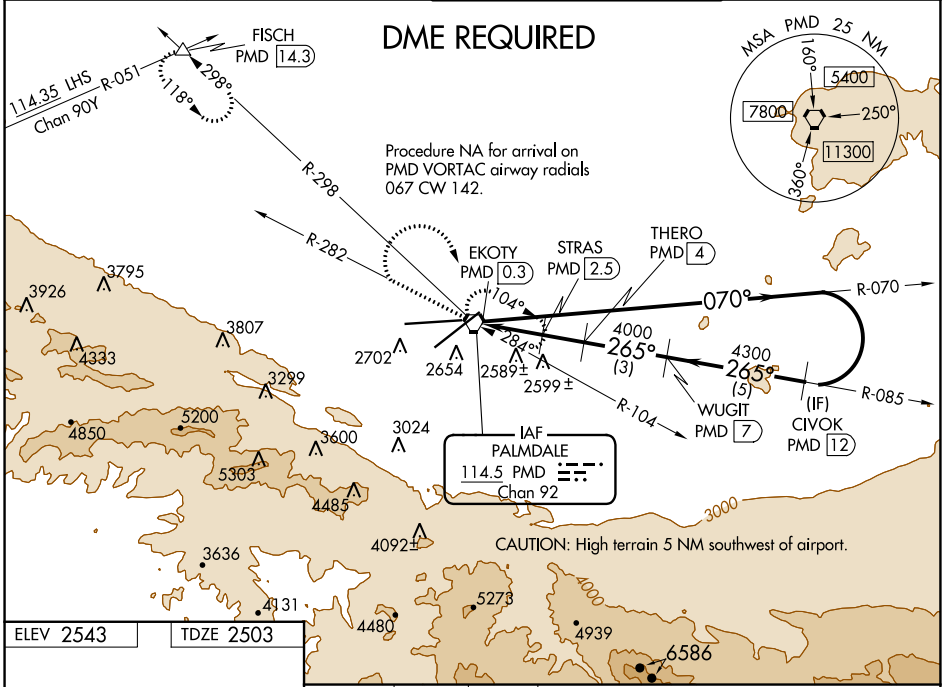 DME REQUIRED
FISCH
PMD 14.3
114.35 LHS R-051
Chan 90Y
298°
118°
MSA PMD 25 NM
160°
5400
7800
250°
11300
360°
Procedure NA for arrival on
PMD VORTAC airway radials
067 CW 142.
R-298
R-282
EKOTY
PMD 0.3
STRAS
PMD 2.5
THERO
PMD 4
R-070
070°
104°
284°
4000
265°
(3)
4300
265°
(5)
R-085
R-104
WUGIT
PMD 7
(IF)
CIVOK
PMD 12
3795
3926
4333
3807
3299
2702
2654
2589±
2599±
4850
5200
5303
3600
3024
4485
4092±
IAF
PALMDALE
114.5 PMD
Chan 92
3000
CAUTION: High terrain 5 NM southwest of airport.
4000
3636
4131
4480
5273
4939
6586
ELEV 2543
TDZE 2503